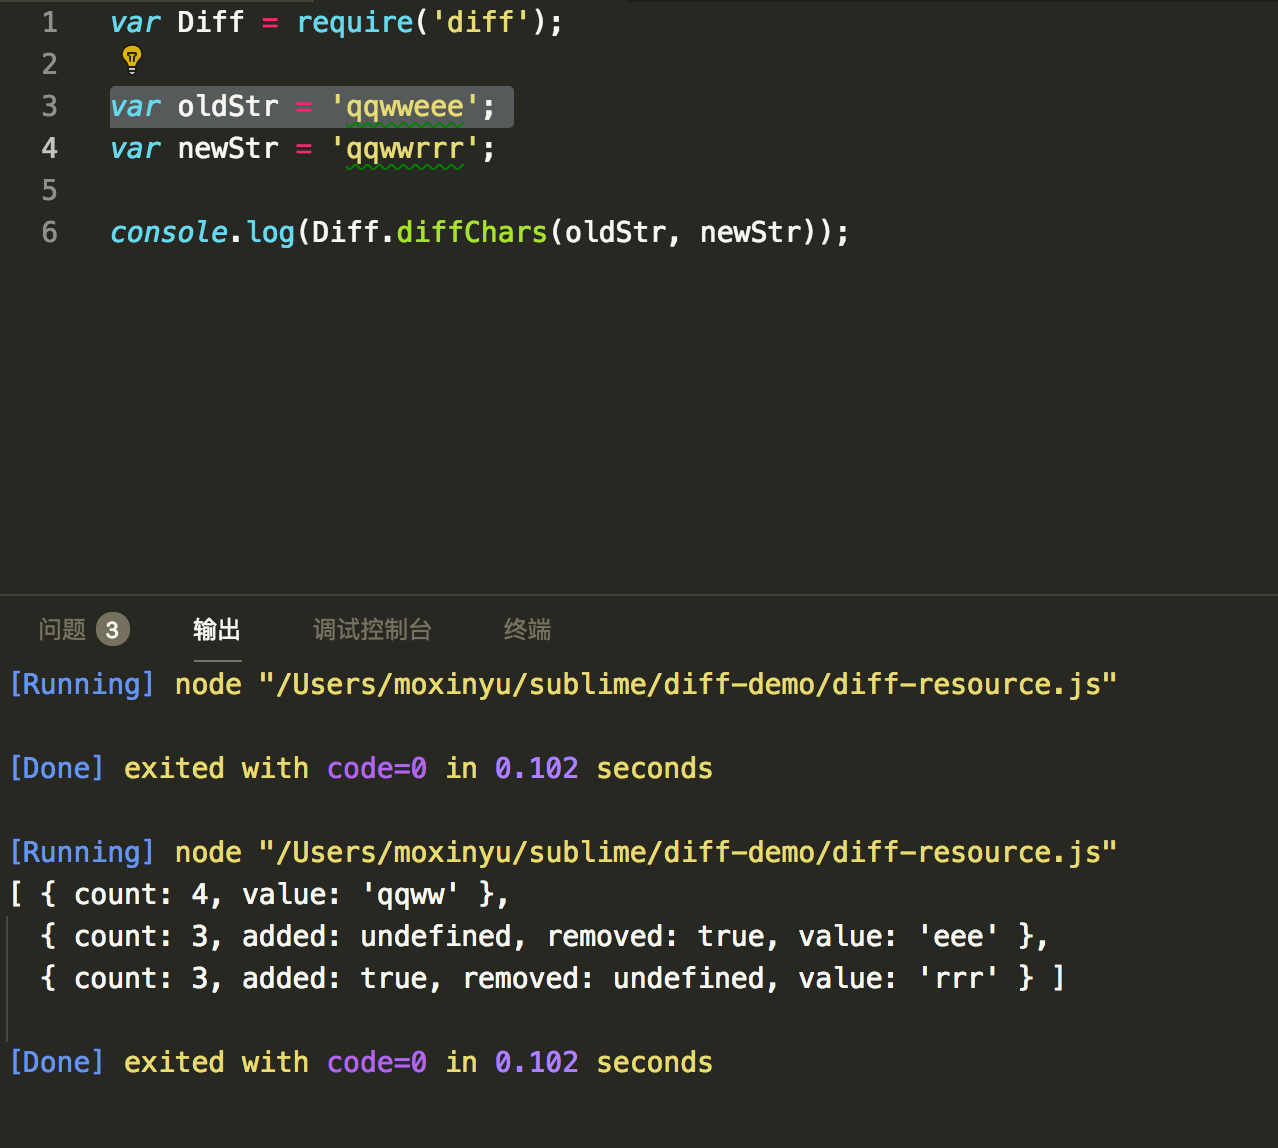 1 var Diff = require('diff');
2
3 var oldStr = 'qqwweee';
4 var newStr = 'qqwwrrr';
5
6 console.log(Diff.diffChars(oldStr, newStr));
问题 3 输出 调试控制台 终端
[Running] node "/Users/moxinyu/sublime/diff-demo/diff-resource.js"
[Done] exited with code=0 in 0.102 seconds
[Running] node "/Users/moxinyu/sublime/diff-demo/diff-resource.js"
[ { count: 4, value: 'qqww' },
{ count: 3, added: undefined, removed: true, value: 'eee' },
{ count: 3, added: true, removed: undefined, value: 'rrr' } ]
[Done] exited with code=0 in 0.102 seconds